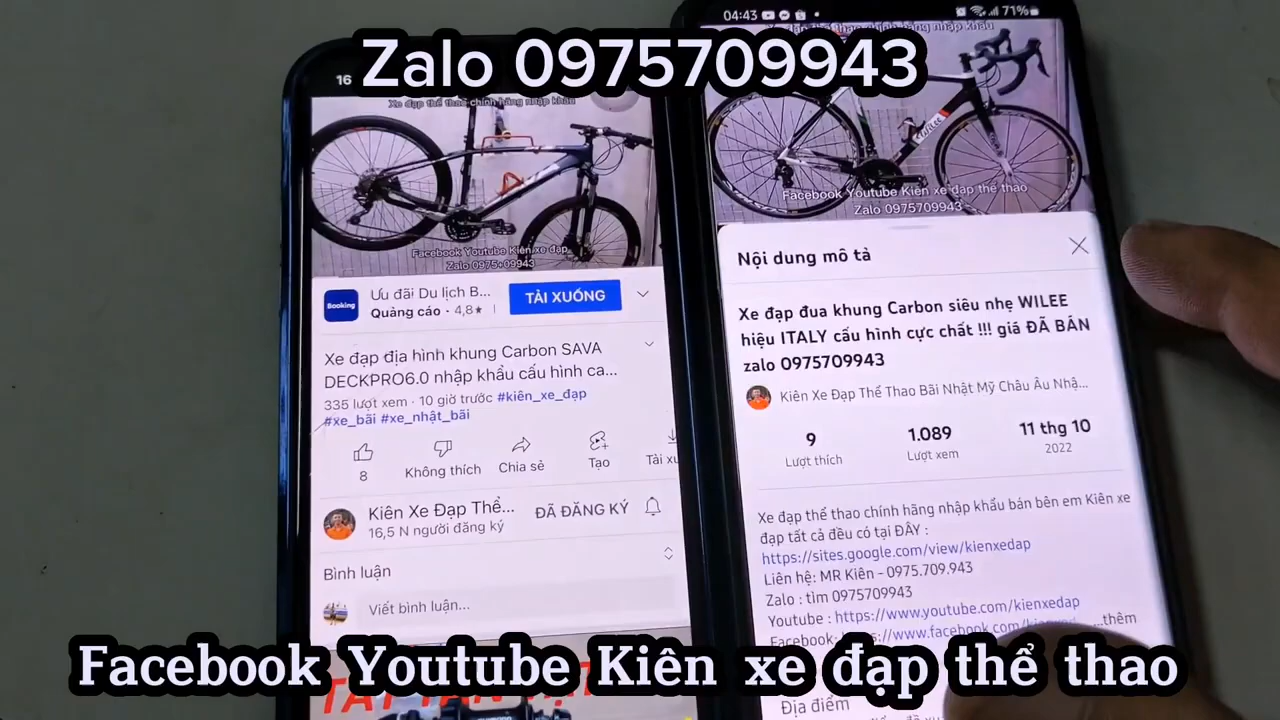 Zalo 0975709943
16
Xe đạp thể thao chính hãng nhập khẩu
Facebook Youtube Kiên xe đạp
Booking
Ưu đãi Du lịch B...
Quảng cáo · 4,8★
TẢI XUỐNG
Xe đạp địa hình khung Carbon SAVA
DECKPRO6.0 nhập khẩu cấu hình ca...
335 lượt xem · 10 giờ trước #kiên_xe_đạp
#xe_bãi #xe_nhật_bãi
8
Không thích
Chia sẻ
Tạo
Tải xu
Kiên Xe Đạp Thể...
16,5 N người đăng ký
ĐÃ ĐĂNG KÝ
Bình luận
Viết bình luận...
04:43
71%
Facebook Youtube Kiên xe đạp thể thao
Zalo 0975709943
Nội dung mô tả
Xe đạp đua khung Carbon siêu nhẹ WILEE
hiệu ITALY cấu hình cực chất !!! giá ĐÃ BÁN
zalo 0975709943
Kiên Xe Đạp Thể Thao Bãi Nhật Mỹ Châu Âu Nhậ...
9
Lượt thích
1.089
Lượt xem
11 thg 10
2022
Xe đạp thể thao chính hãng nhập khẩu bán bên em Kiên xe
đạp tất cả đều có tại ĐÂY :
https://sites.google.com/view/kienxedap
Liên hệ: MR Kiên - 0975.709.943
Zalo : tìm 0975709943
Youtube : https://www.youtube.com/kienxedap
...thêm
Facebook Youtube Kiên xe đạp thể thao
Địa điểm